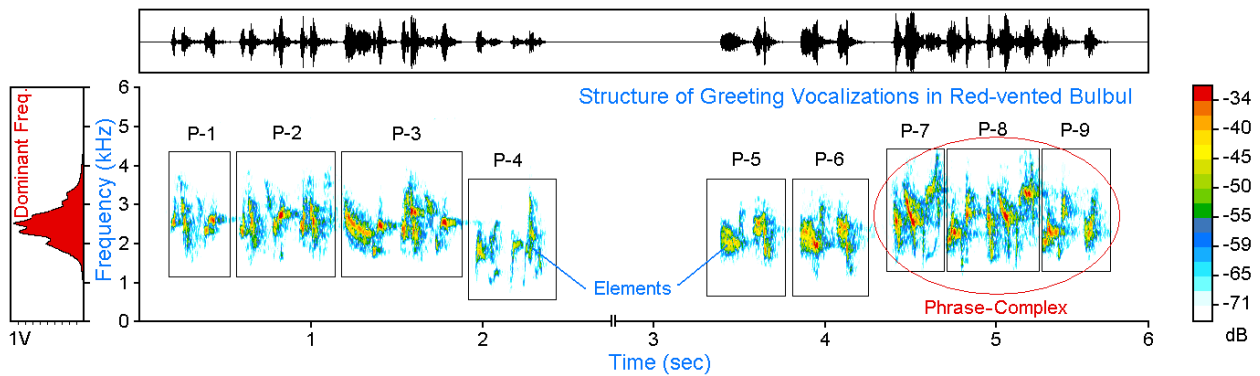 Structure of Greeting Vocalizations in Red-vented Bulbul
Dominant Freq.
1V
Frequency (kHz)
6
5
4
3
2
1
0
P-1
P-2
P-3
P-4
P-5
P-6
P-7
P-8
P-9
Elements
Phrase-Complex
1
2
3
4
5
6
Time (sec)
-34
-40
-45
-50
-55
-59
-65
-71
dB